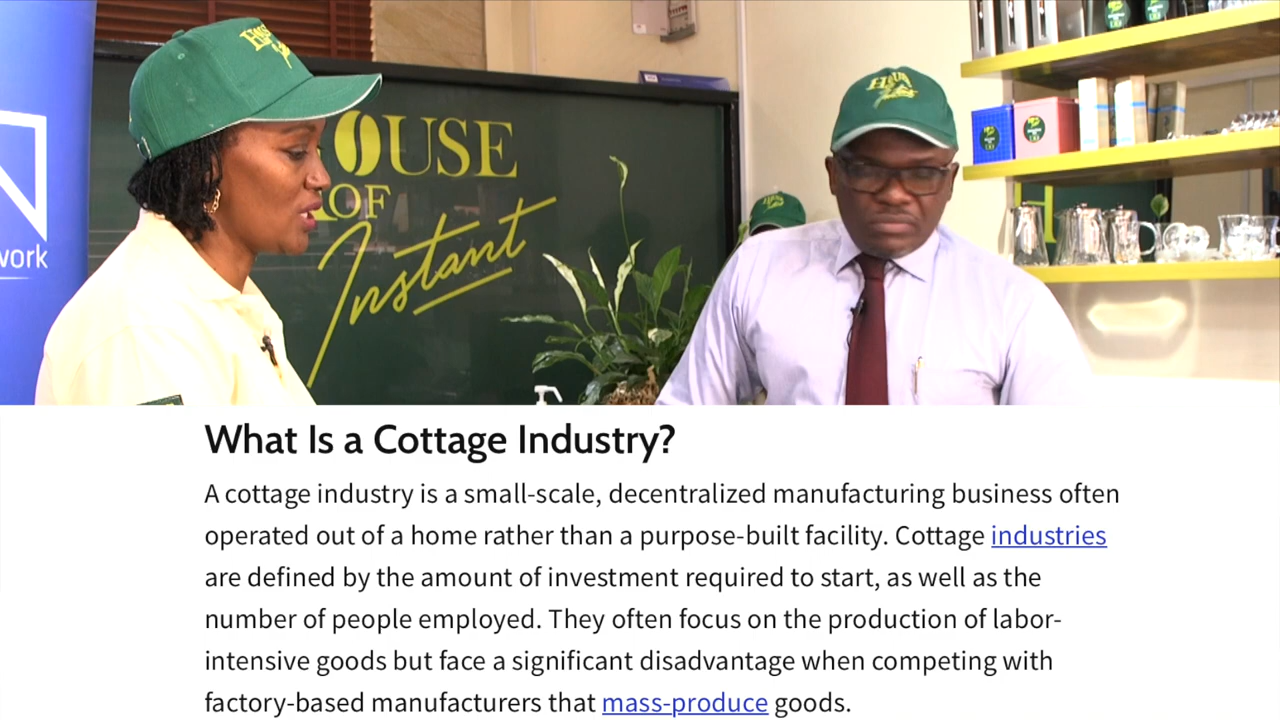 HOUSE
OF
Instant
work
What Is a Cottage Industry?
A cottage industry is a small-scale, decentralized manufacturing business often
operated out of a home rather than a purpose-built facility. Cottage industries
are defined by the amount of investment required to start, as well as the
number of people employed. They often focus on the production of labor-
intensive goods but face a significant disadvantage when competing with
factory-based manufacturers that mass-produce goods.